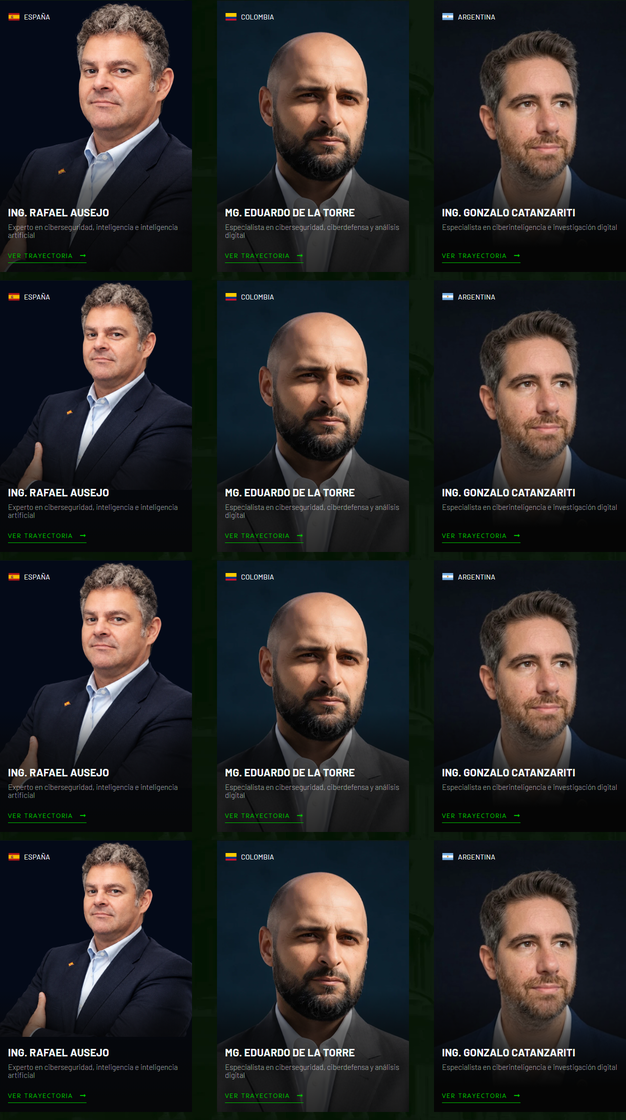 ESPAÑA
COLOMBIA
ARGENTINA
ING. RAFAEL AUSEJO
Experto en ciberseguridad, inteligencia e inteligencia
artificial
VER TRAYECTORIA →
MG. EDUARDO DE LA TORRE
Especialista en ciberseguridad, ciberdefensa y análisis
digital
VER TRAYECTORIA →
ING. GONZALO CATANZARITI
Especialista en ciberinteligencia e investigación digital
VER TRAYECTORIA →
ESPAÑA
COLOMBIA
ARGENTINA
ING. RAFAEL AUSEJO
Experto en ciberseguridad, inteligencia e inteligencia
artificial
VER TRAYECTORIA →
MG. EDUARDO DE LA TORRE
Especialista en ciberseguridad, ciberdefensa y análisis
digital
VER TRAYECTORIA →
ING. GONZALO CATANZARITI
Especialista en ciberinteligencia e investigación digital
VER TRAYECTORIA →
ESPAÑA
COLOMBIA
ARGENTINA
ING. RAFAEL AUSEJO
Experto en ciberseguridad, inteligencia e inteligencia
artificial
VER TRAYECTORIA →
MG. EDUARDO DE LA TORRE
Especialista en ciberseguridad, ciberdefensa y análisis
digital
VER TRAYECTORIA →
ING. GONZALO CATANZARITI
Especialista en ciberinteligencia e investigación digital
VER TRAYECTORIA →
ESPAÑA
COLOMBIA
ARGENTINA
ING. RAFAEL AUSEJO
Experto en ciberseguridad, inteligencia e inteligencia
artificial
VER TRAYECTORIA →
MG. EDUARDO DE LA TORRE
Especialista en ciberseguridad, ciberdefensa y análisis
digital
VER TRAYECTORIA →
ING. GONZALO CATANZARITI
Especialista en ciberinteligencia e investigación digital
VER TRAYECTORIA →